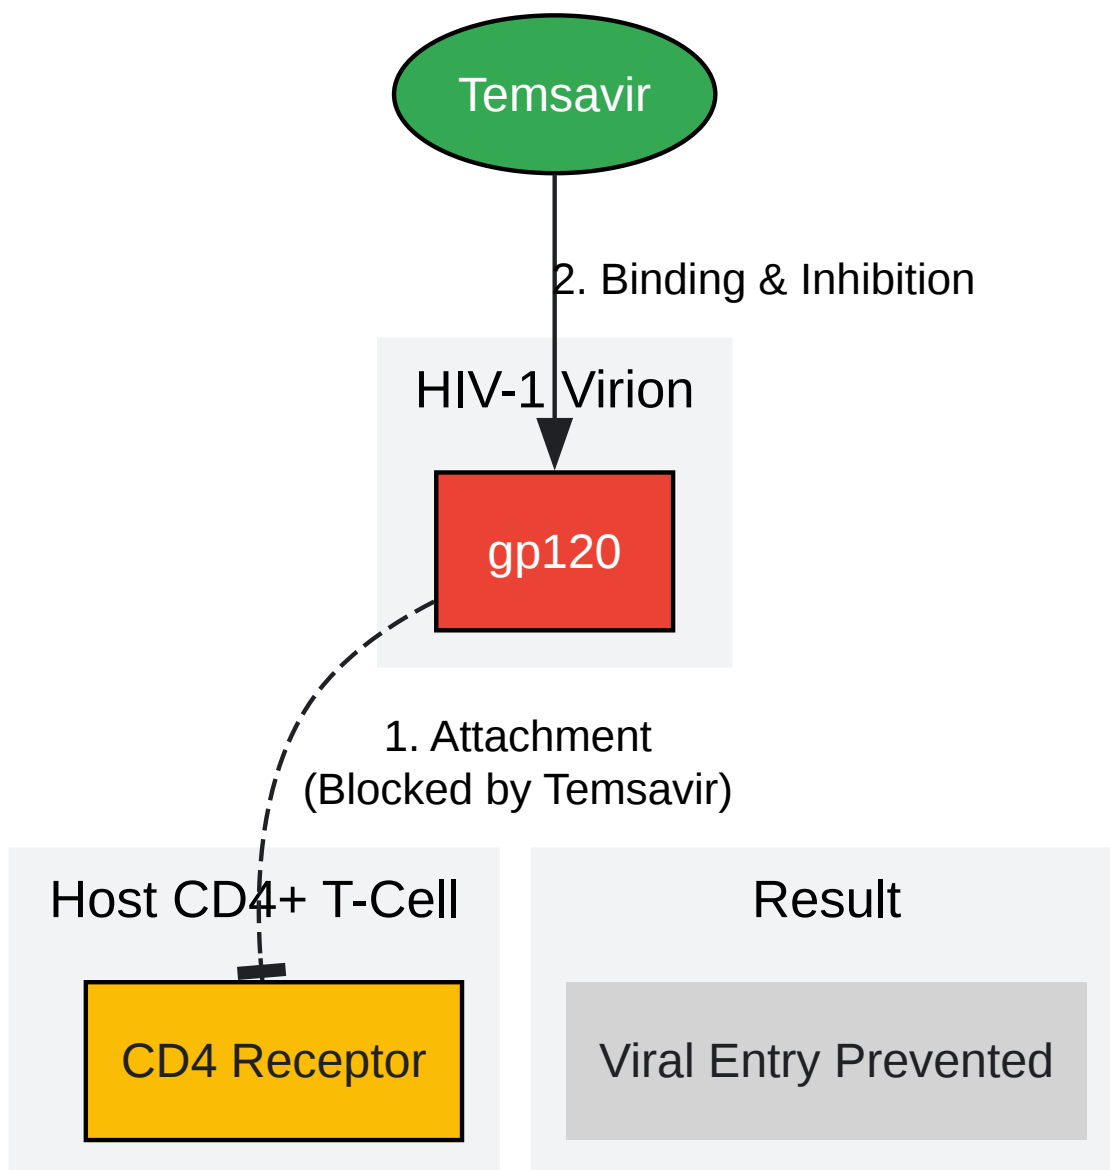 Temsavir
2. Binding & Inhibition
HIV-1 Virion
gp120
1. Attachment
(Blocked by Temsavir)
Host CD4+ T-Cell
Result
CD4 Receptor
Viral Entry Prevented